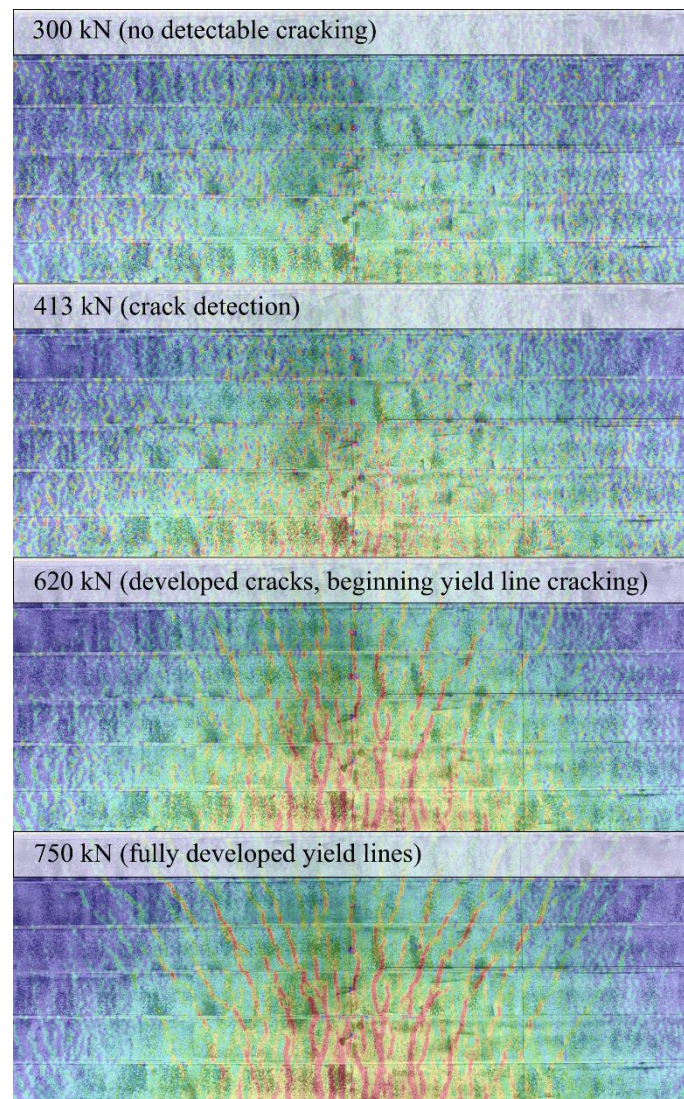 300 kN (no detectable cracking)
413 kN (crack detection)
620 kN (developed cracks, beginning yield line cracking)
750 kN (fully developed yield lines)